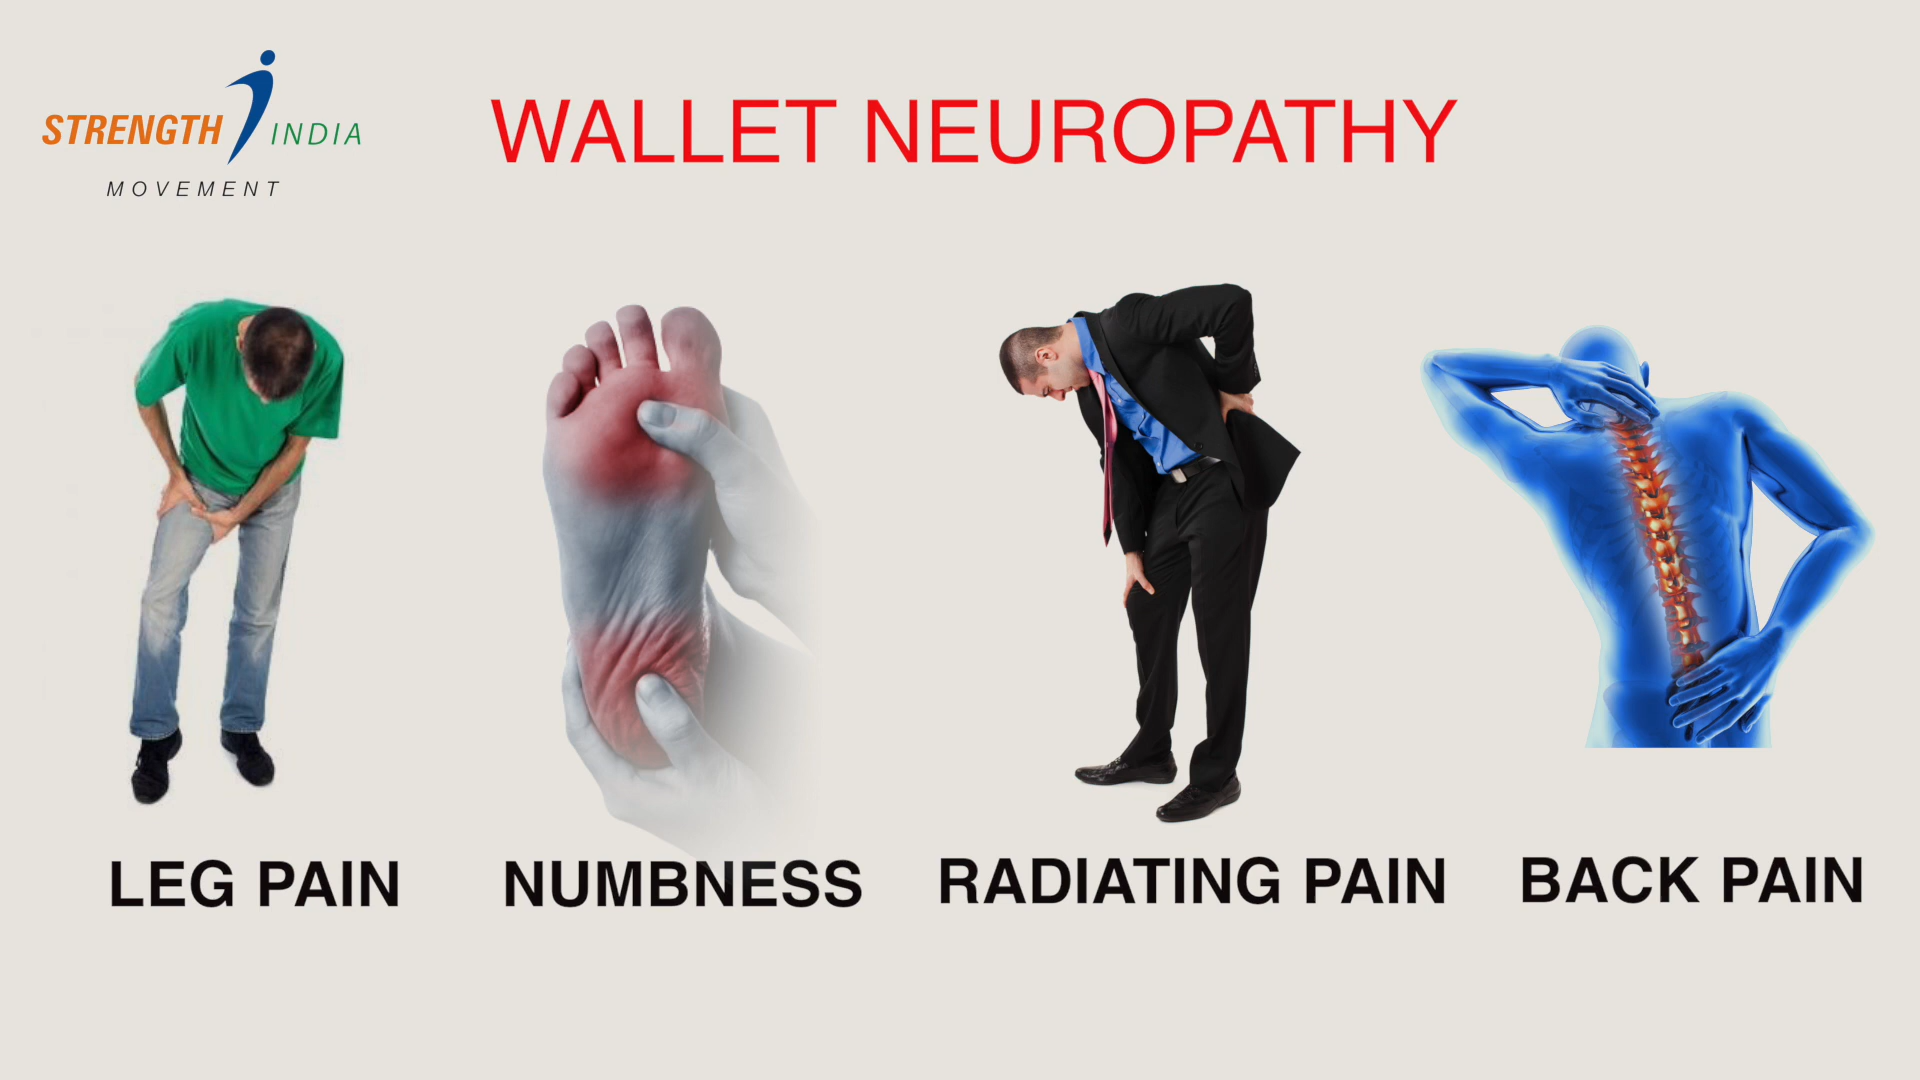 STRENGTH INDIA
MOVEMENT
WALLET NEUROPATHY
LEG PAIN
NUMBNESS
RADIATING PAIN
BACK PAIN